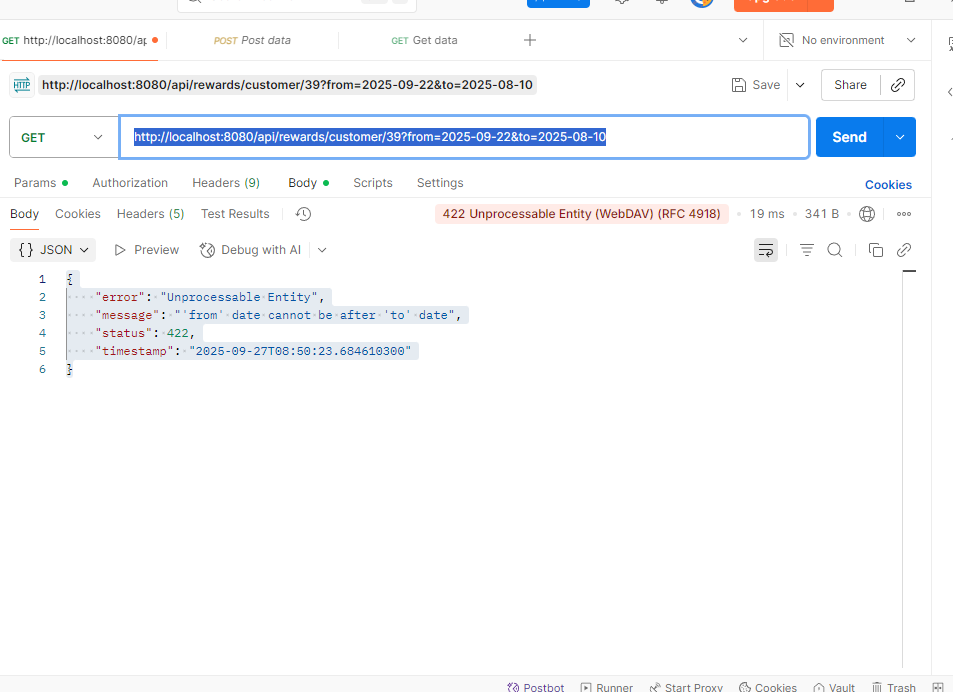 GET http://localhost:8080/ap
POST Post data
GET Get data
No environment
HTTP http://localhost:8080/api/rewards/customer/39?from=2025-09-22&to=2025-08-10
Save
Share
GET
http://localhost:8080/api/rewards/customer/39?from=2025-09-22&to=2025-08-10
Send
Params Authorization Headers (9) Body Scripts Settings Cookies
Body Cookies Headers (5) Test Results 422 Unprocessable Entity (WebDAV) (RFC 4918) 19 ms 341 B
{} JSON Preview Debug with AI
1 {
2 "error": "Unprocessable Entity",
3 "message": "'from' date cannot be after 'to' date",
4 "status": 422,
5 "timestamp": "2025-09-27T08:50:23.684610300"
6 }
Postbot Runner Start Proxy Cookies Vault Trash